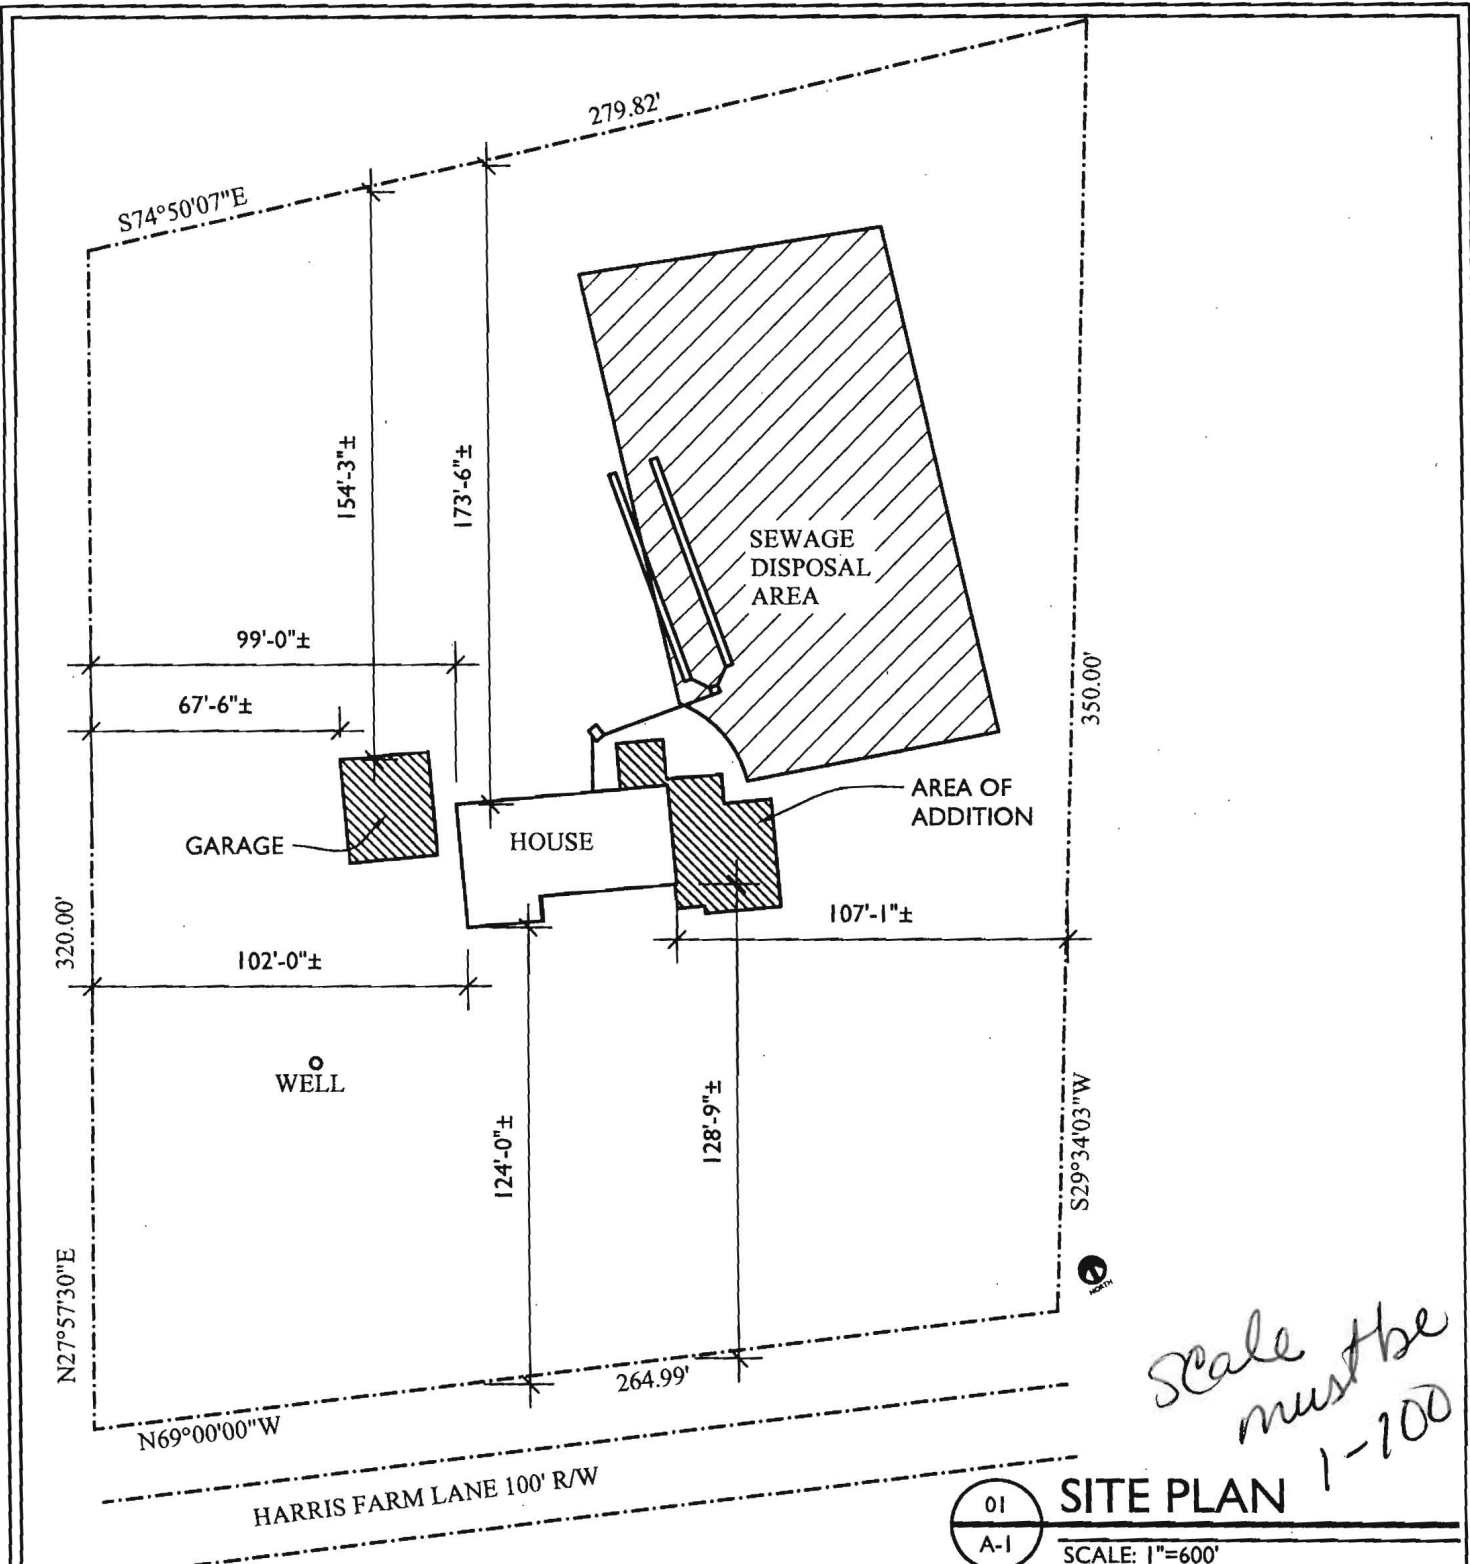 279.82'
S74°50'07"E
154'-3"±
173'-6"±
SEWAGE
DISPOSAL
AREA
99'-0"±
67'-6"±
350.00'
AREA OF
ADDITION
GARAGE
HOUSE
107'-1"±
320.00'
102'-0"±
WELL
124'-0"±
128'-9"±
S29°34'03"W
N27°57'30"E
NORTH
264.99'
N69°00'00"W
HARRIS FARM LANE 100' R/W
Scale
must be
1-100
01
A-1
SITE PLAN
SCALE: 1"=600'